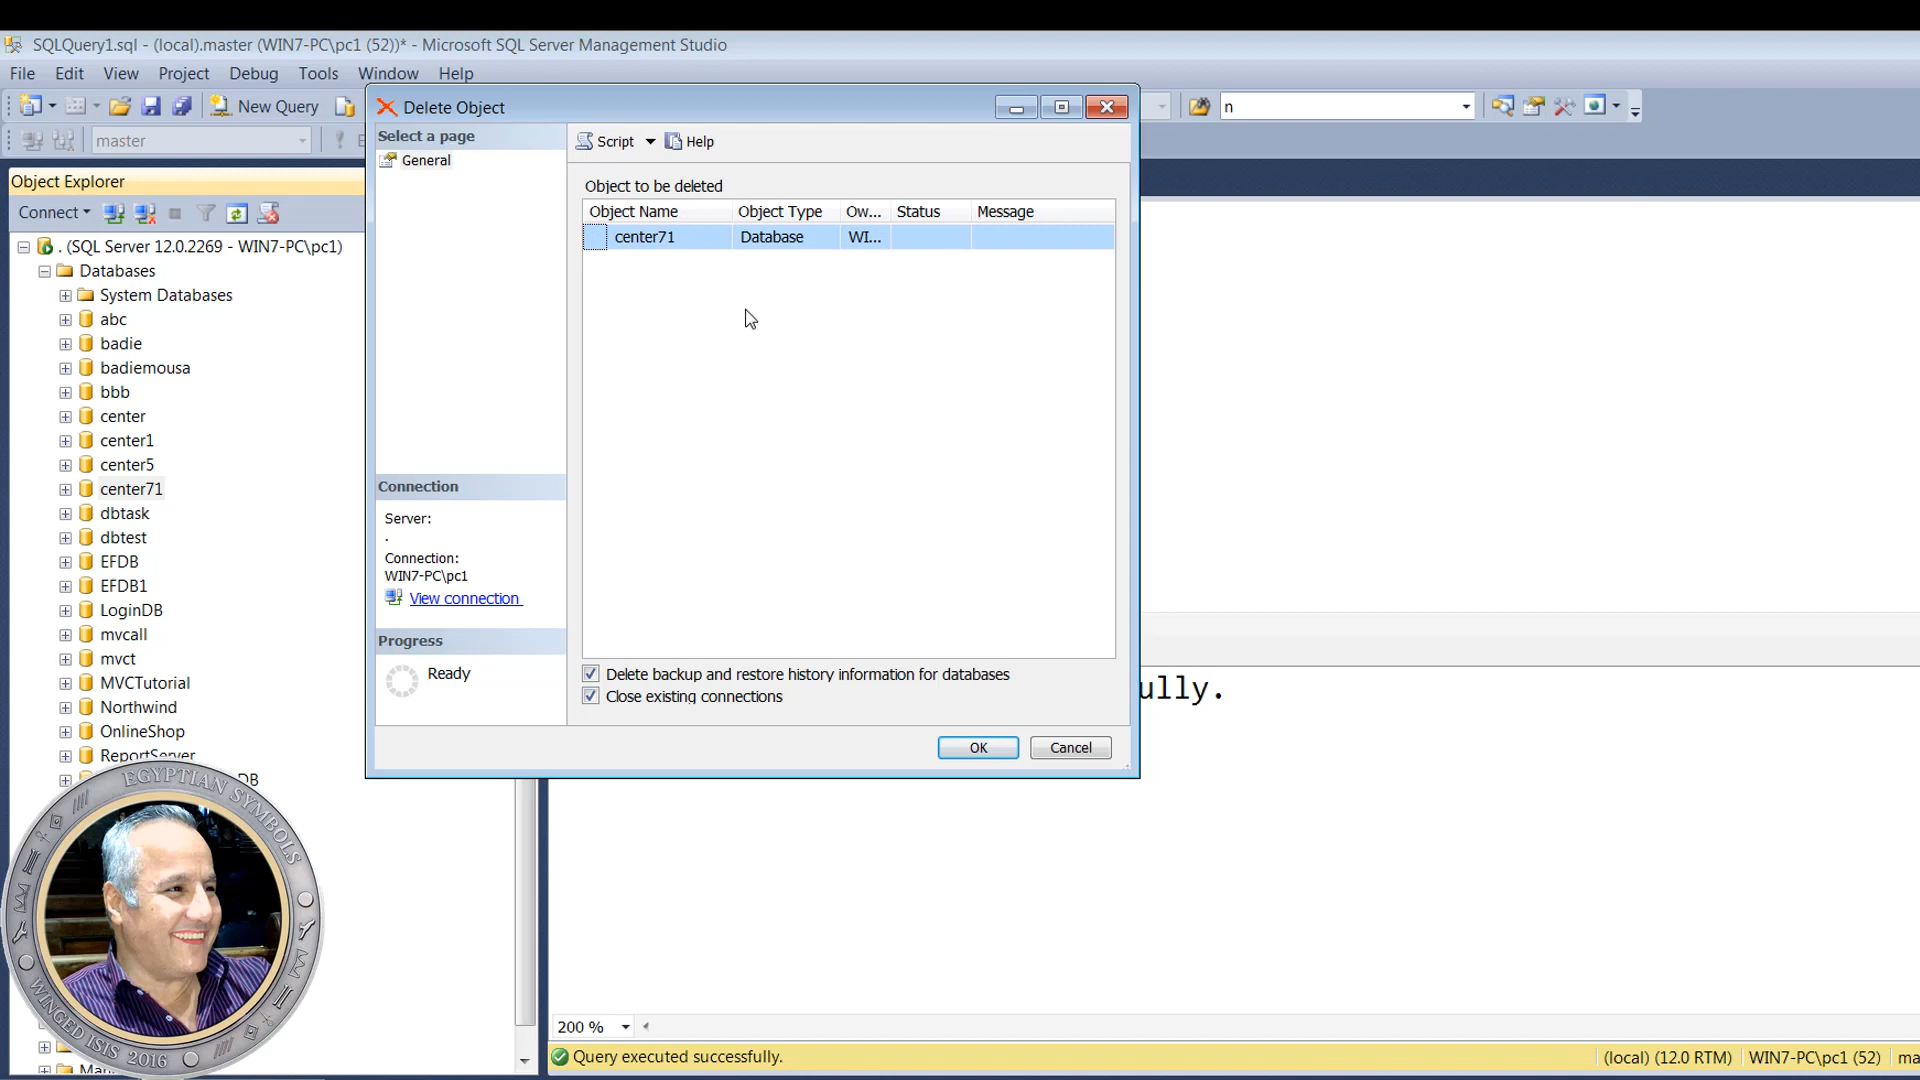 SQLQuery1.sql - (local).master (WIN7-PC\pc1 (52))* - Microsoft SQL Server Management Studio
File Edit View Project Debug Tools Window Help
New Query
n
master
Delete Object
Select a page
General
Script Help
Object to be deleted
Object Name Object Type Ow... Status Message
center71 Database WI...
Connection
Server:
.
Connection:
WIN7-PC\pc1
View connection
Progress
Ready
Delete backup and restore history information for databases
Close existing connections
OK Cancel
Object Explorer
Connect
. (SQL Server 12.0.2269 - WIN7-PC\pc1)
Databases
System Databases
abc
badie
badiemousa
bbb
center
center1
center5
center71
dbtask
dbtest
EFDB
EFDB1
LoginDB
mvcall
mvct
MVCTutorial
Northwind
OnlineShop
ReportServer
DB
ully.
EGYPTIAN SYMBOLS
WINGED ISIS 2016
200 %
Query executed successfully.
(local) (12.0 RTM) WIN7-PC\pc1 (52) ma